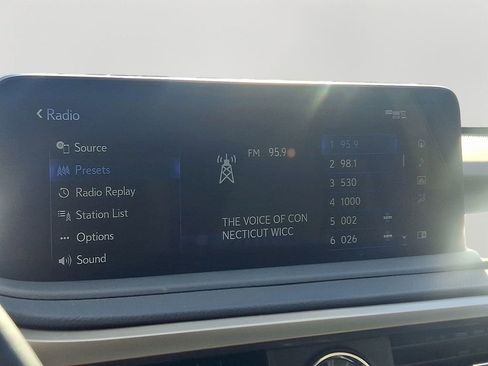 Radio
Source
Presets
Radio Replay
Station List
Options
Sound
FM 95.9
THE VOICE OF CON
NECTICUT WICC
1 95.9
2 98.1
3 530
4 1000
5 002
6 026